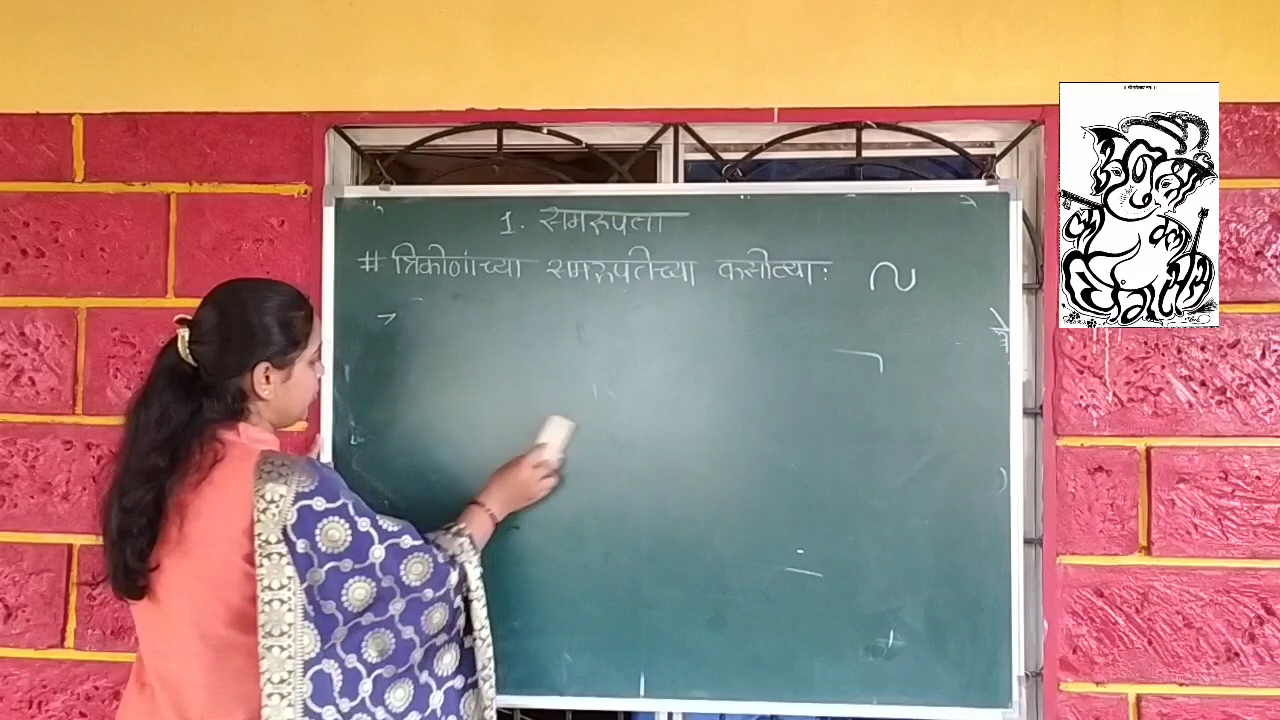 1. समरुपता
# त्रिकोणांच्या समरुपतेच्या कसोट्या : ~